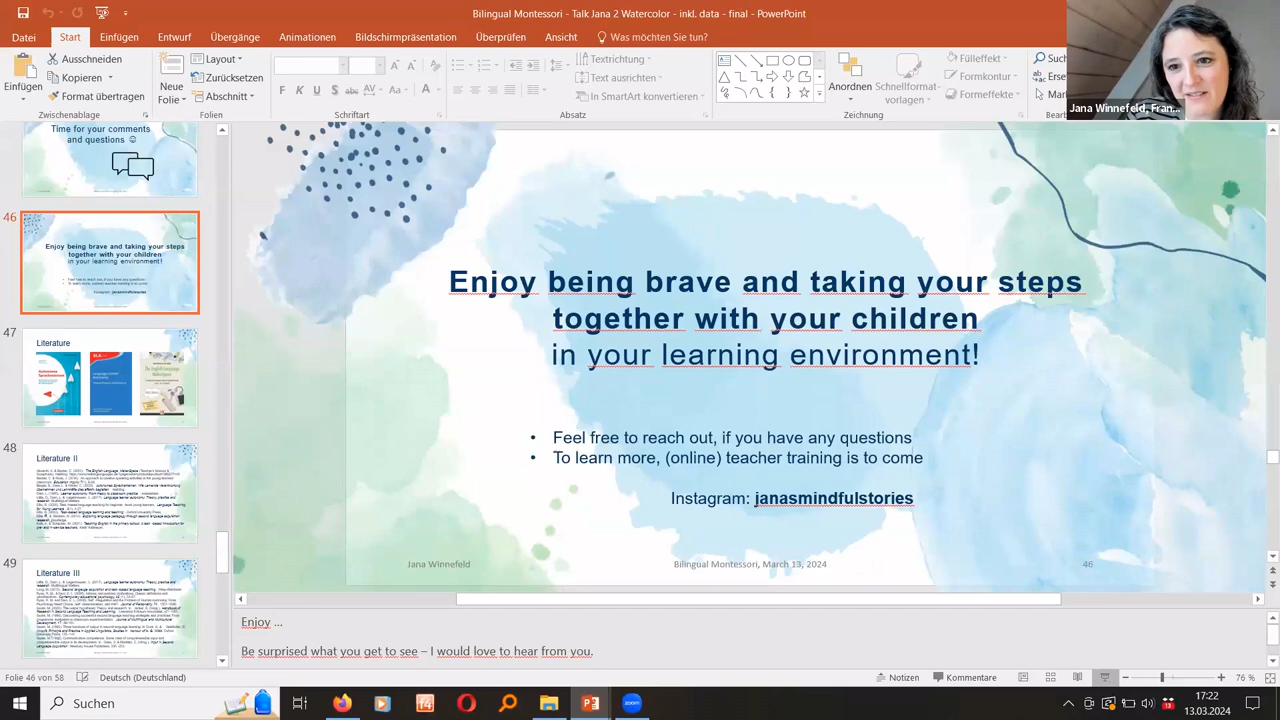 Bilingual Montessori - Talk Jana 2 Watercolor - inkl. data - final - PowerPoint
Datei Start Einfügen Entwurf Übergänge Animationen Bildschirmpräsentation Überprüfen Ansicht Was möchten Sie tun?
Einfügen
Ausschneiden
Kopieren
Format übertragen
Zwischenablage
Neue
Folie
Layout
Zurücksetzen
Abschnitt
Folien
F K U S abc AV Aa A
Schriftart
Textrichtung
Text ausrichten
In SmartArt konvertieren
Absatz
Anordnen
Schnellformat-
vorlagen
Fülleffekt
Formkontur
Formeffekte
Zeichnung
Jana Winnefeld, Fran...
Time for your comments
and questions ☺
46
Enjoy being brave and taking your steps
together with your children
in your learning environment!
47
Literature
48
Literature II
49
Literature III
Enjoy being brave and taking your steps
together with your children
in your learning environment!
• Feel free to reach out, if you have any questions
• To learn more, (online) teacher training is to come
Instagram: janasmindfulstories
Jana Winnefeld
Bilingual Montessori, March 13, 2024
46
Enjoy ...
Be surprised what you get to see – I would love to hear from you.
Folie 46 von 58
Deutsch (Deutschland)
Notizen
Kommentare
76 %
Suchen
17:22
13.03.2024